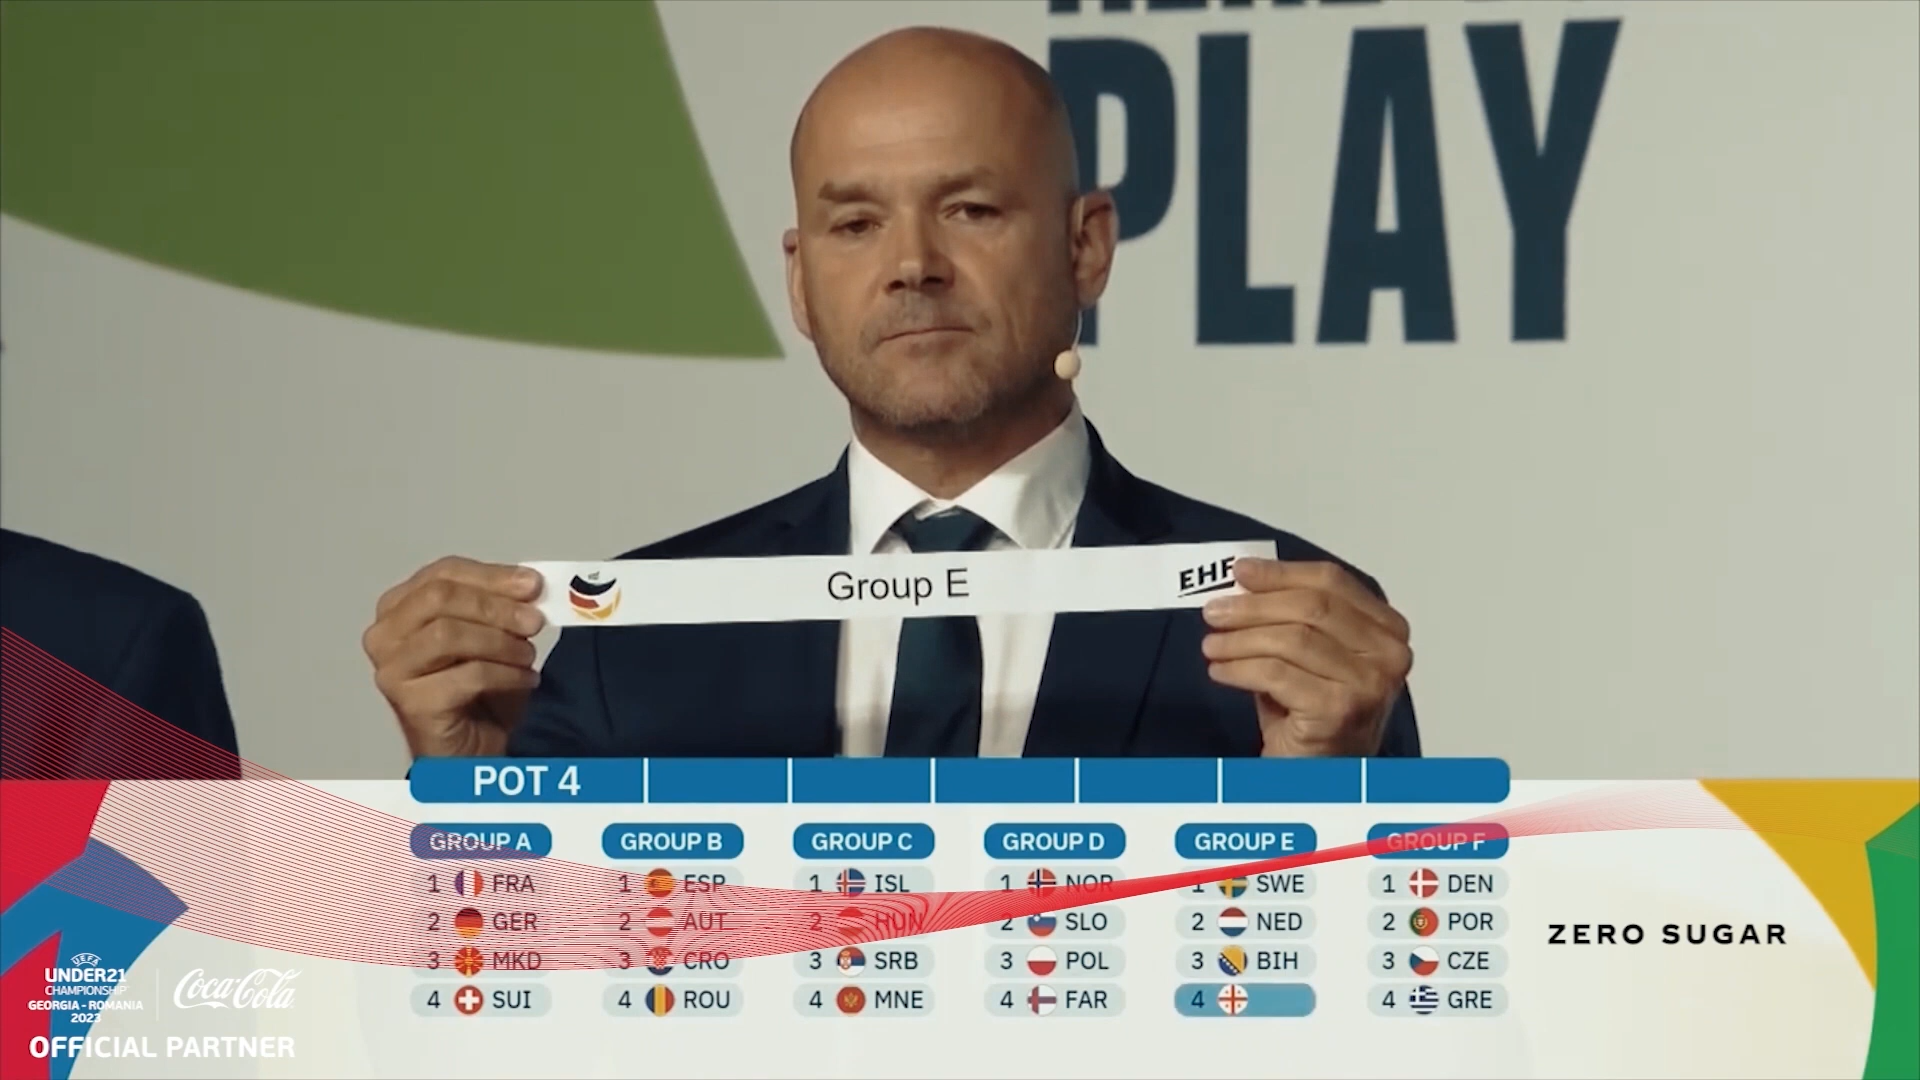 PLAY
Group E
EHF
POT 4
GROUP A
GROUP B
GROUP C
GROUP D
GROUP E
GROUP F
1 FRA
1 ESP
1 ISL
1 NOR
1 SWE
1 DEN
2 GER
2 AUT
2 HUN
2 SLO
2 NED
2 POR
3 MKD
3 CRO
3 SRB
3 POL
3 BIH
3 CZE
4 SUI
4 ROU
4 MNE
4 FAR
4
4 GRE
ZERO SUGAR
UEFA
UNDER21
CHAMPIONSHIP
GEORGIA - ROMANIA
2023
Coca-Cola
OFFICIAL PARTNER